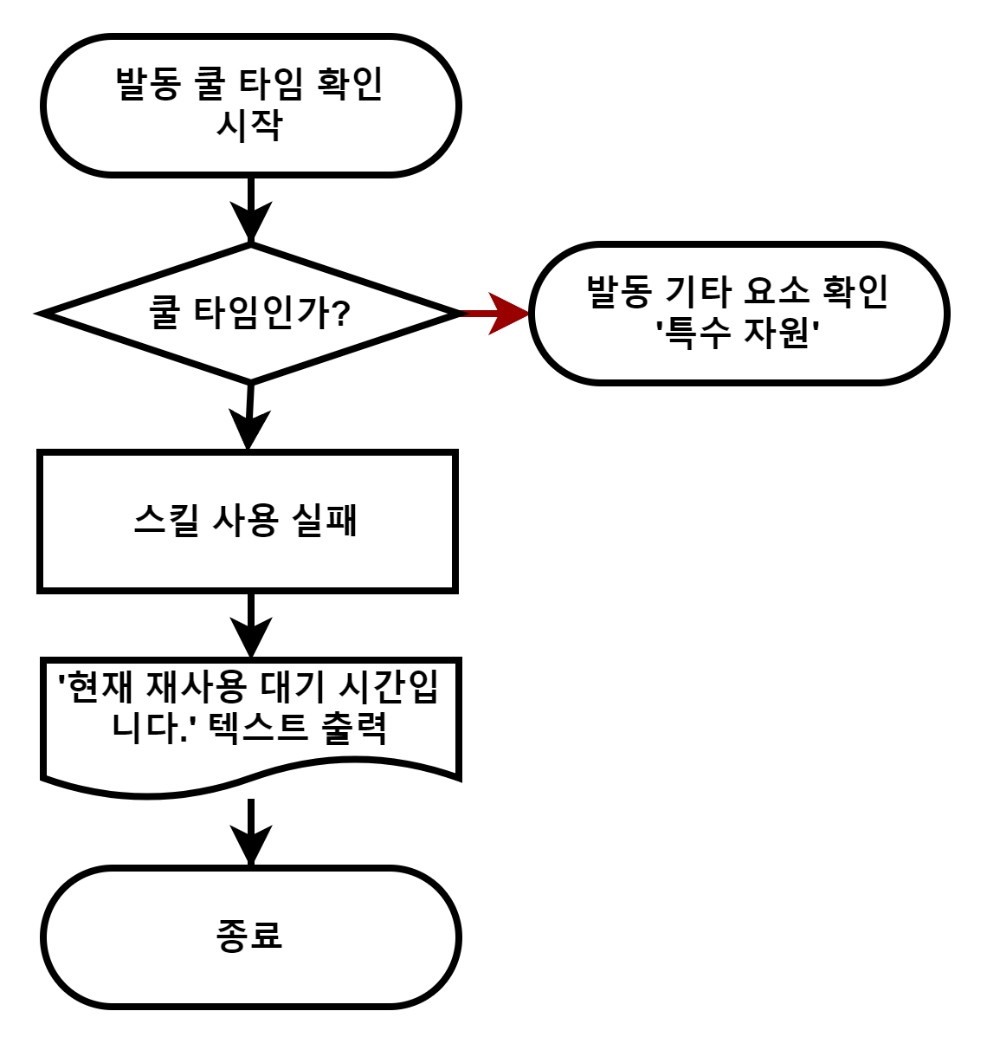 발동 쿨 타임 확인
시작
쿨 타임인가?
발동 기타 요소 확인
'특수 자원'
스킬 사용 실패
'현재 재사용 대기 시간입
니다.' 텍스트 출력
종료